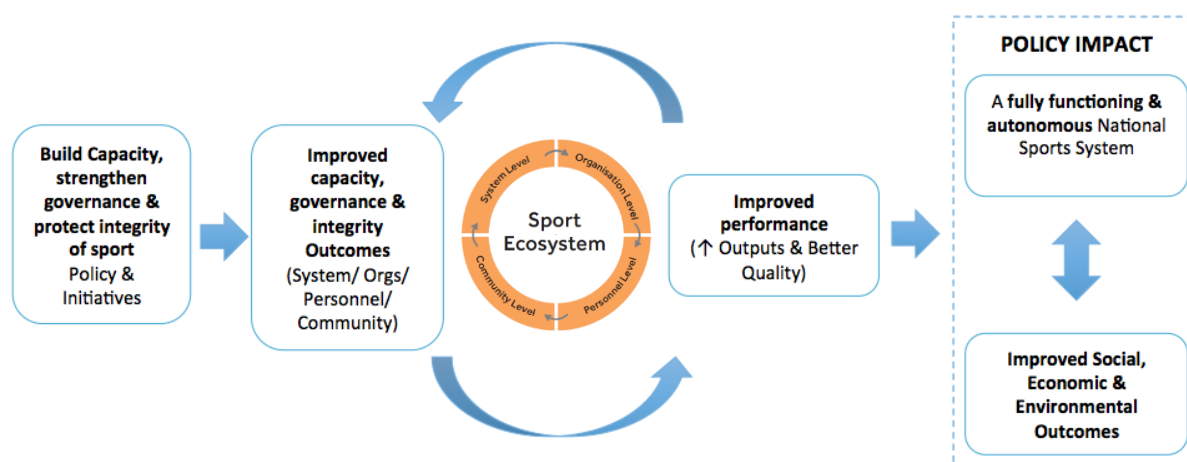 Build Capacity,
strengthen
governance &
protect integrity
of sport
Policy &
Initiatives
Improved
capacity,
governance &
integrity
Outcomes
(System/ Orgs/
Personnel/
Community)
System Level
Organisation Level
Personnel Level
Community Level
Sport
Ecosystem
Improved
performance
(↑ Outputs & Better
Quality)
POLICY IMPACT
A fully functioning &
autonomous National
Sports System
Improved Social,
Economic &
Environmental
Outcomes